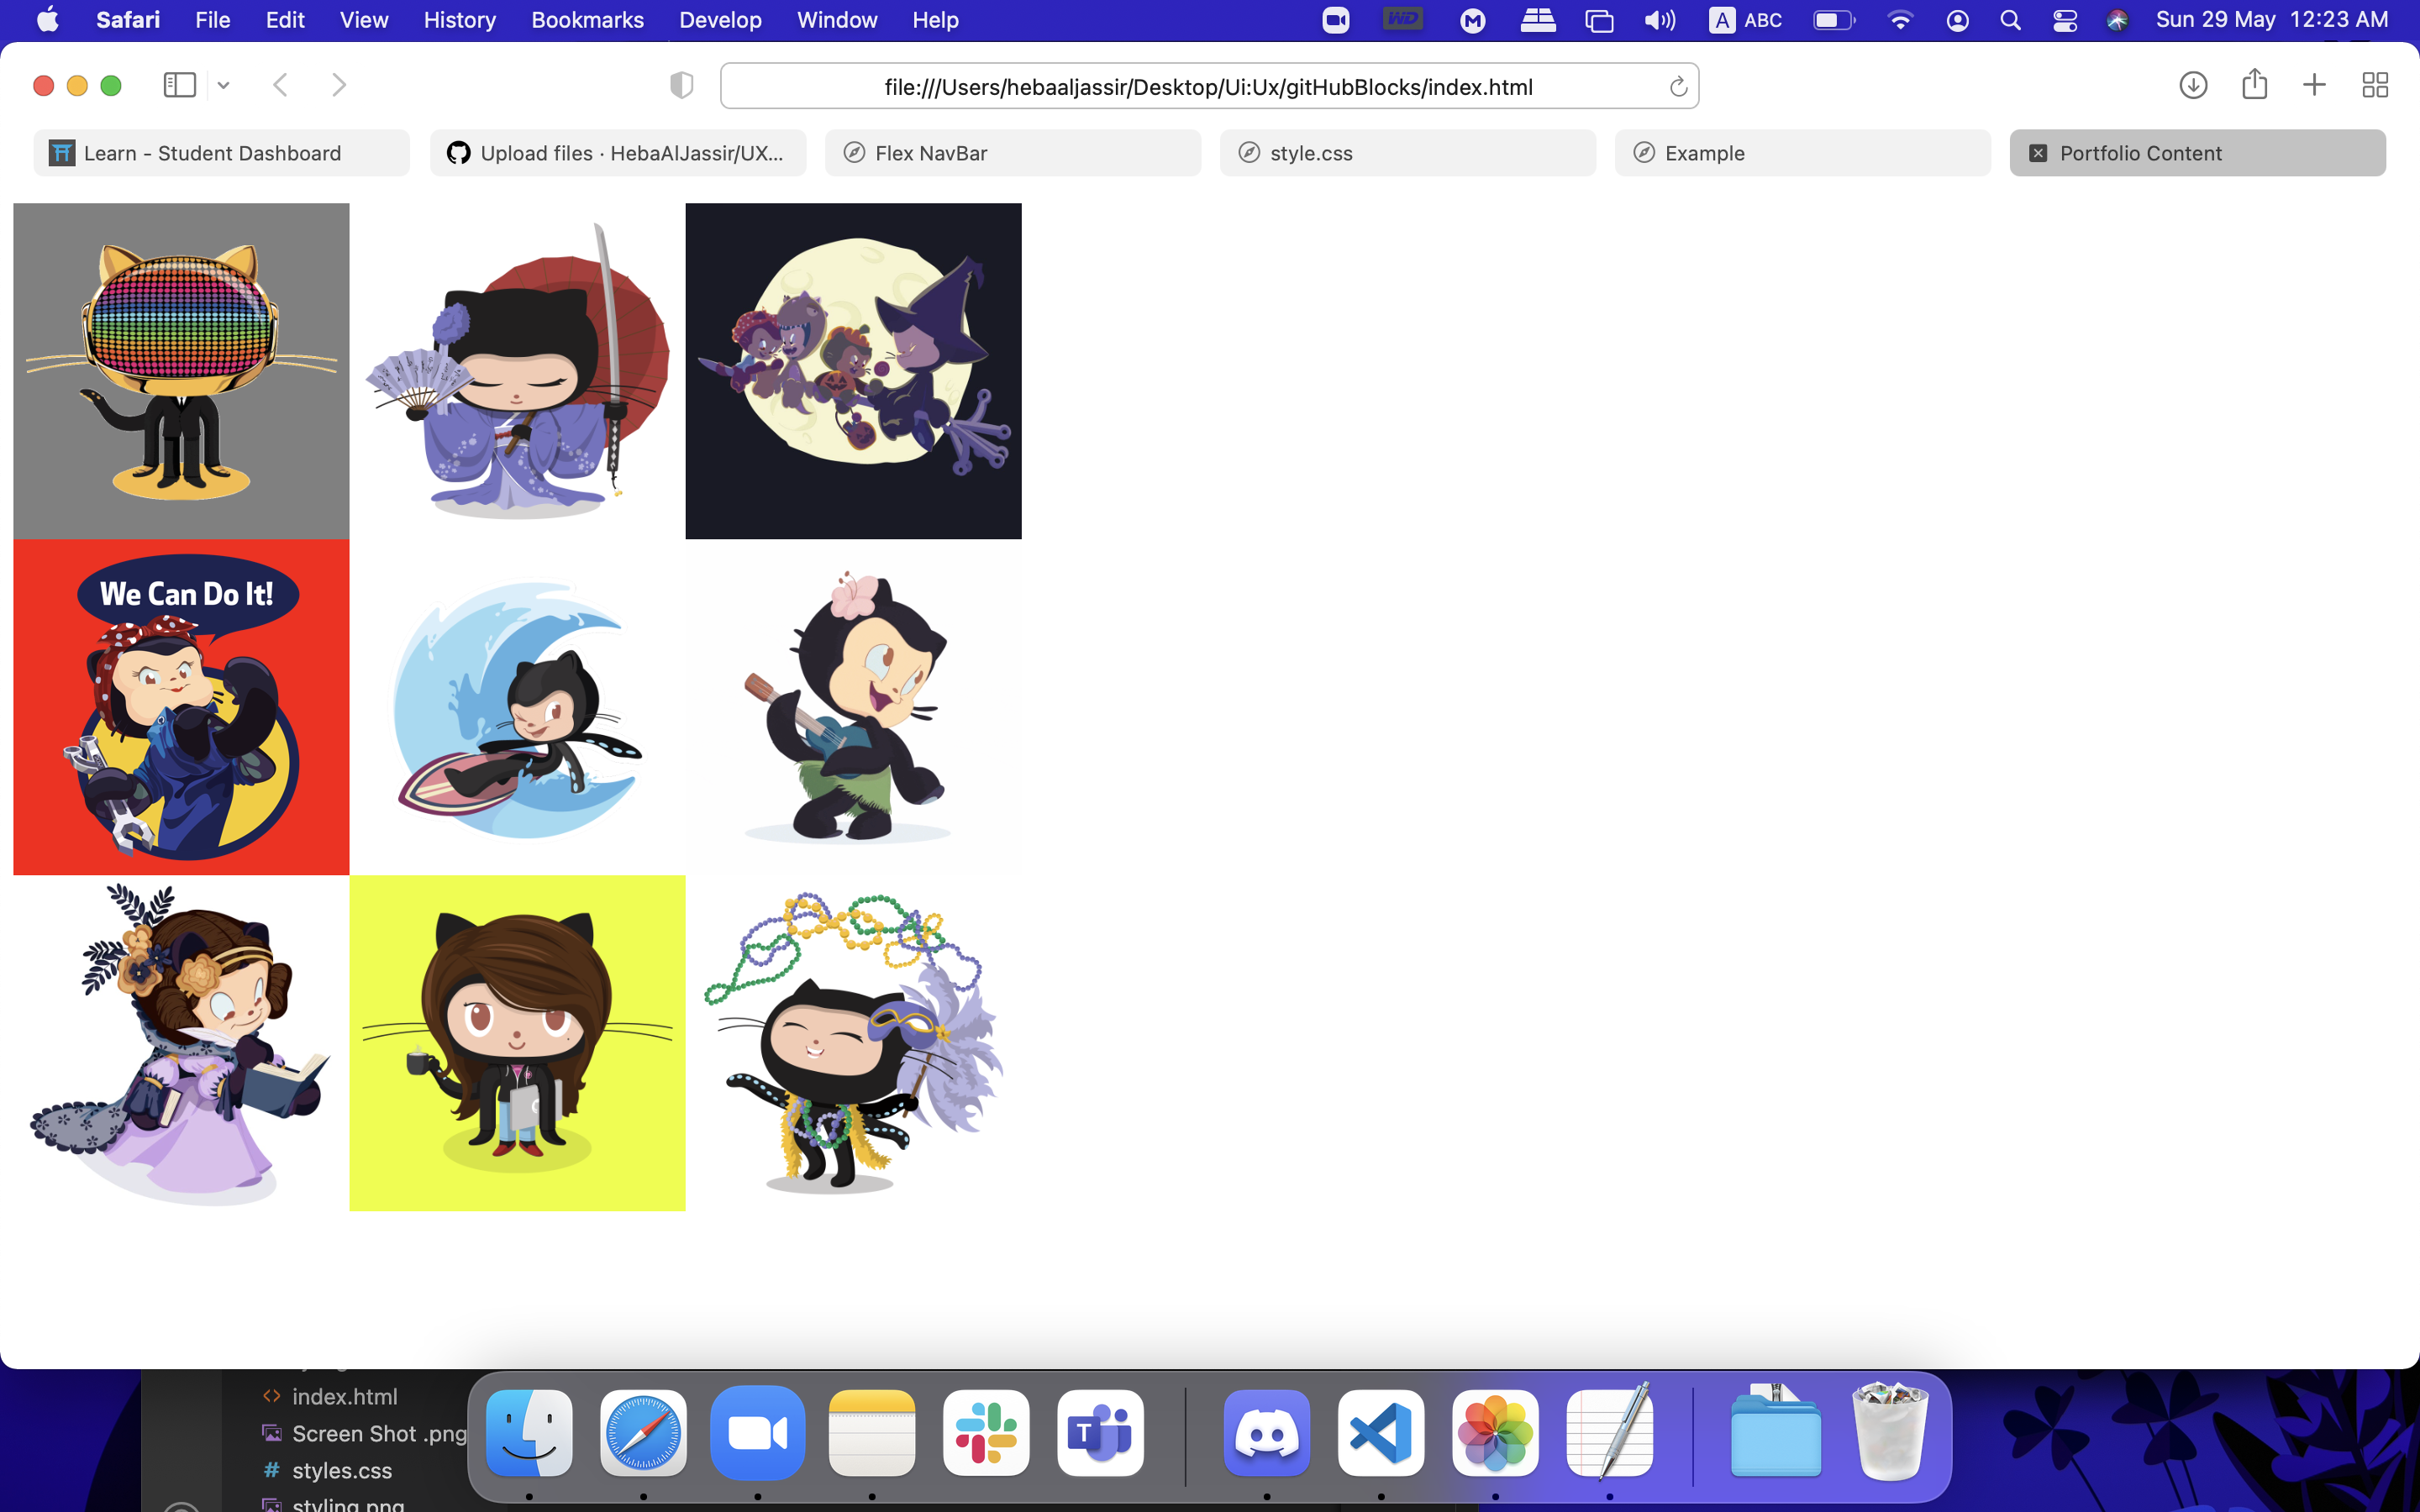 Safari File Edit View History Bookmarks Develop Window Help WD A ABC Sun 29 May 12:23 AM
file:///Users/hebaaljassir/Desktop/Ui:Ux/gitHubBlocks/index.html
Learn - Student Dashboard Upload files · HebaAlJassir/UX... Flex NavBar style.css Example Portfolio Content
We Can Do It!
index.html
Screen Shot .png
styles.css
styling.png
T